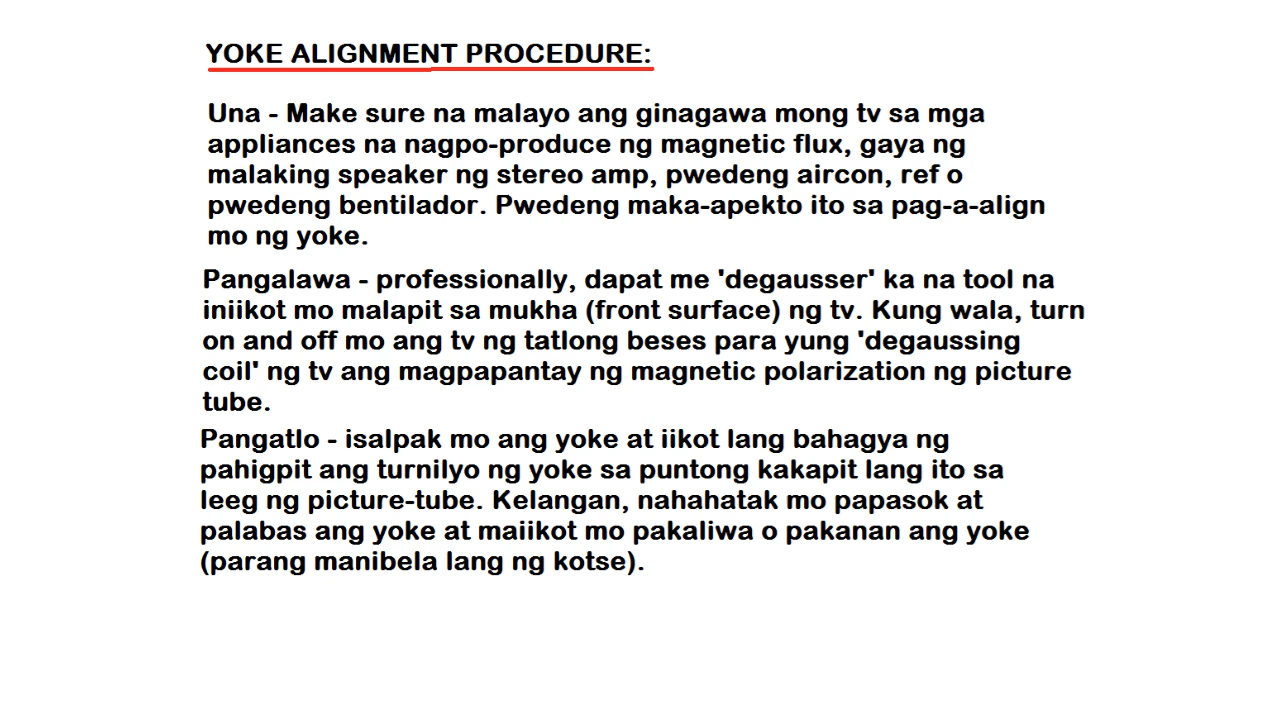 YOKE ALIGNMENT PROCEDURE:
Una - Make sure na malayo ang ginagawa mong tv sa mga
appliances na nagpo-produce ng magnetic flux, gaya ng
malaking speaker ng stereo amp, pwedeng aircon, ref o
pwedeng bentilador. Pwedeng maka-apekto ito sa pag-a-align
mo ng yoke.
Pangalawa - professionally, dapat me 'degausser' ka na tool na
iniikot mo malapit sa mukha (front surface) ng tv. Kung wala, turn
on and off mo ang tv ng tatlong beses para yung 'degaussing
coil' ng tv ang magpapantay ng magnetic polarization ng picture
tube.
Pangatlo - isalpak mo ang yoke at iikot lang bahagya ng
pahigpit ang turnilyo ng yoke sa puntong kakapit lang ito sa
leeg ng picture-tube. Kelangan, nahahatak mo papasok at
palabas ang yoke at maiikot mo pakaliwa o pakanan ang yoke
(parang manibela lang ng kotse).